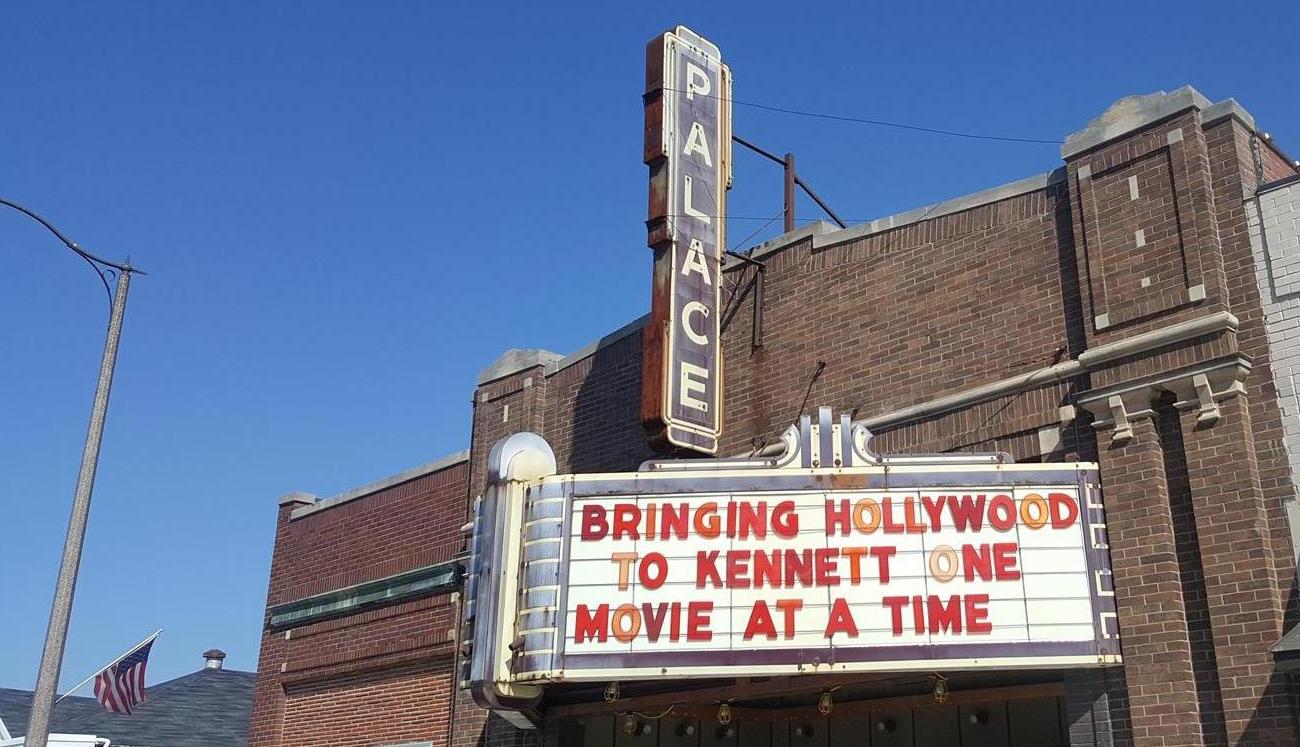 PALACE
BRINGING HOLLYWOOD
TO KENNETT ONE
MOVIE AT A TIME